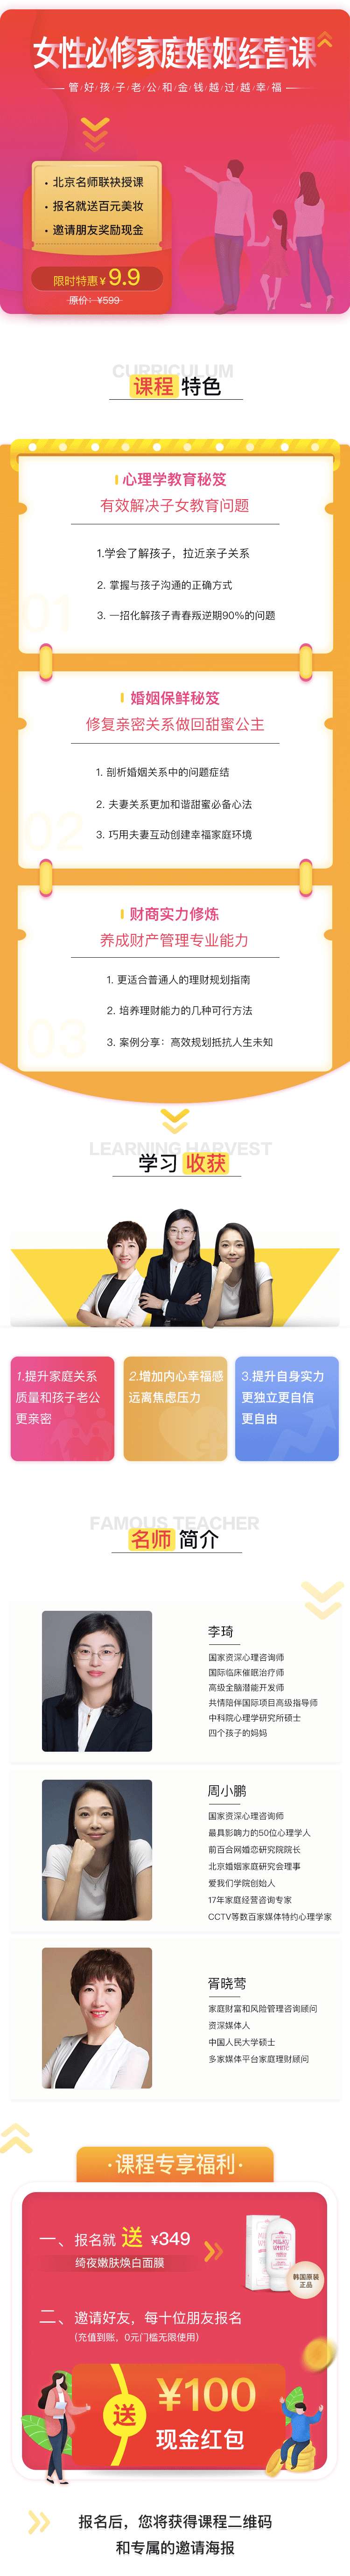 女性必修家庭婚姻经营课
管/好/孩/子/老/公/和/金/钱/越/过/越/幸/福
· 北京名师联袂授课
· 报名就送百元美妆
· 邀请朋友奖励现金
限时特惠¥9.9
原价：¥599
CURRICULUM
课程 特色
心理学教育秘笈
有效解决子女教育问题
1.学会了解孩子，拉近亲子关系
2. 掌握与孩子沟通的正确方式
01
3. 一招化解孩子青春叛逆期90%的问题
婚姻保鲜秘笈
修复亲密关系做回甜蜜公主
1. 剖析婚姻关系中的问题症结
2. 夫妻关系更加和谐甜蜜必备心法
02
3. 巧用夫妻互动创建幸福家庭环境
财商实力修炼
养成财产管理专业能力
1. 更适合普通人的理财规划指南
2. 培养理财能力的几种可行方法
03
3. 案例分享：高效规划抵抗人生未知
LEARNING HARVEST
学习 收获
1.提升家庭关系
质量和孩子老公
更亲密
2.增加内心幸福感
远离焦虑压力
3.提升自身实力
更独立更自信
更自由
FAMOUS TEACHER
名师 简介
李琦
国家资深心理咨询师
国际临床催眠治疗师
高级全脑潜能开发师
共情陪伴国际项目高级指导师
中科院心理学研究所硕士
四个孩子的妈妈
周小鹏
国家资深心理咨询师
最具影响力的50位心理学人
前百合网婚恋研究院院长
北京婚姻家庭研究会理事
爱我们学院创始人
17年家庭经营咨询专家
CCTV等数百家媒体特约心理学家
胥晓莺
家庭财富和风险管理咨询顾问
资深媒体人
中国人民大学硕士
多家媒体平台家庭理财顾问
·课程专享福利·
一、报名就 送 ¥349
绮夜嫩肤焕白面膜
MILKY
WHITE
韩国原装
正品
二、邀请好友，每十位朋友报名
（充值到账，0元门槛无限使用）
送
¥100
现金红包
报名后，您将获得课程二维码
和专属的邀请海报